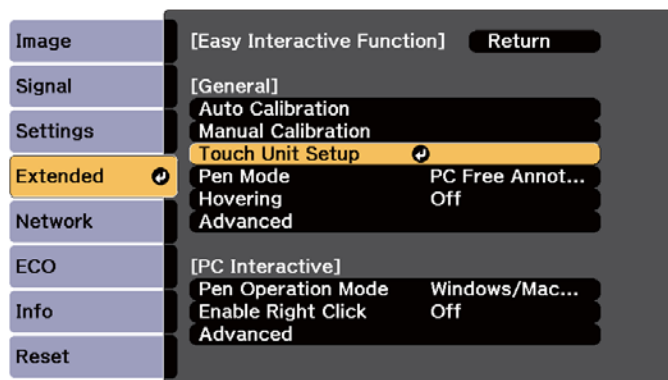 Image
Signal
Settings
Extended
Network
ECO
Info
Reset
[Easy Interactive Function] Return
[General]
Auto Calibration
Manual Calibration
Touch Unit Setup
Pen Mode PC Free Annot...
Hovering Off
Advanced
[PC Interactive]
Pen Operation Mode Windows/Mac...
Enable Right Click Off
Advanced